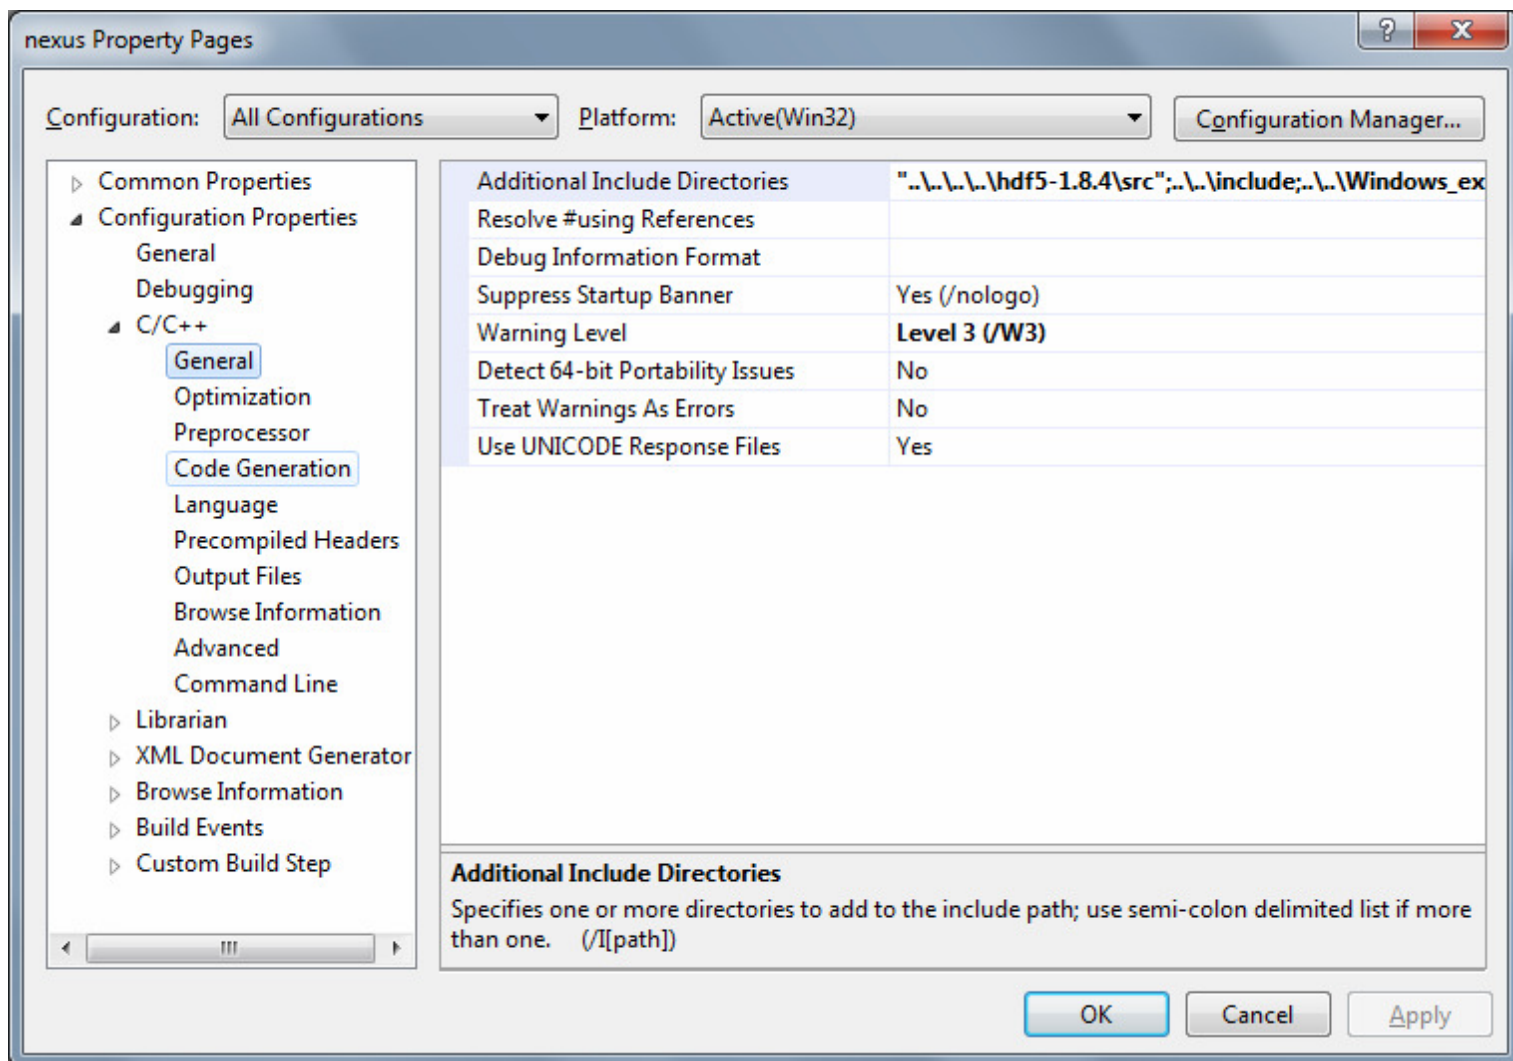 nexus Property Pages
Configuration: All Configurations Platform: Active(Win32) Configuration Manager...
Common Properties
Configuration Properties
General
Debugging
C/C++
General
Optimization
Preprocessor
Code Generation
Language
Precompiled Headers
Output Files
Browse Information
Advanced
Command Line
Librarian
XML Document Generator
Browse Information
Build Events
Custom Build Step
Additional Include Directories "..\..\..\..\hdf5-1.8.4\src";..\..\include;..\..\Windows_ex
Resolve #using References
Debug Information Format
Suppress Startup Banner Yes (/nologo)
Warning Level Level 3 (/W3)
Detect 64-bit Portability Issues No
Treat Warnings As Errors No
Use UNICODE Response Files Yes
Additional Include Directories
Specifies one or more directories to add to the include path; use semi-colon delimited list if more
than one. (/I[path])
OK Cancel Apply